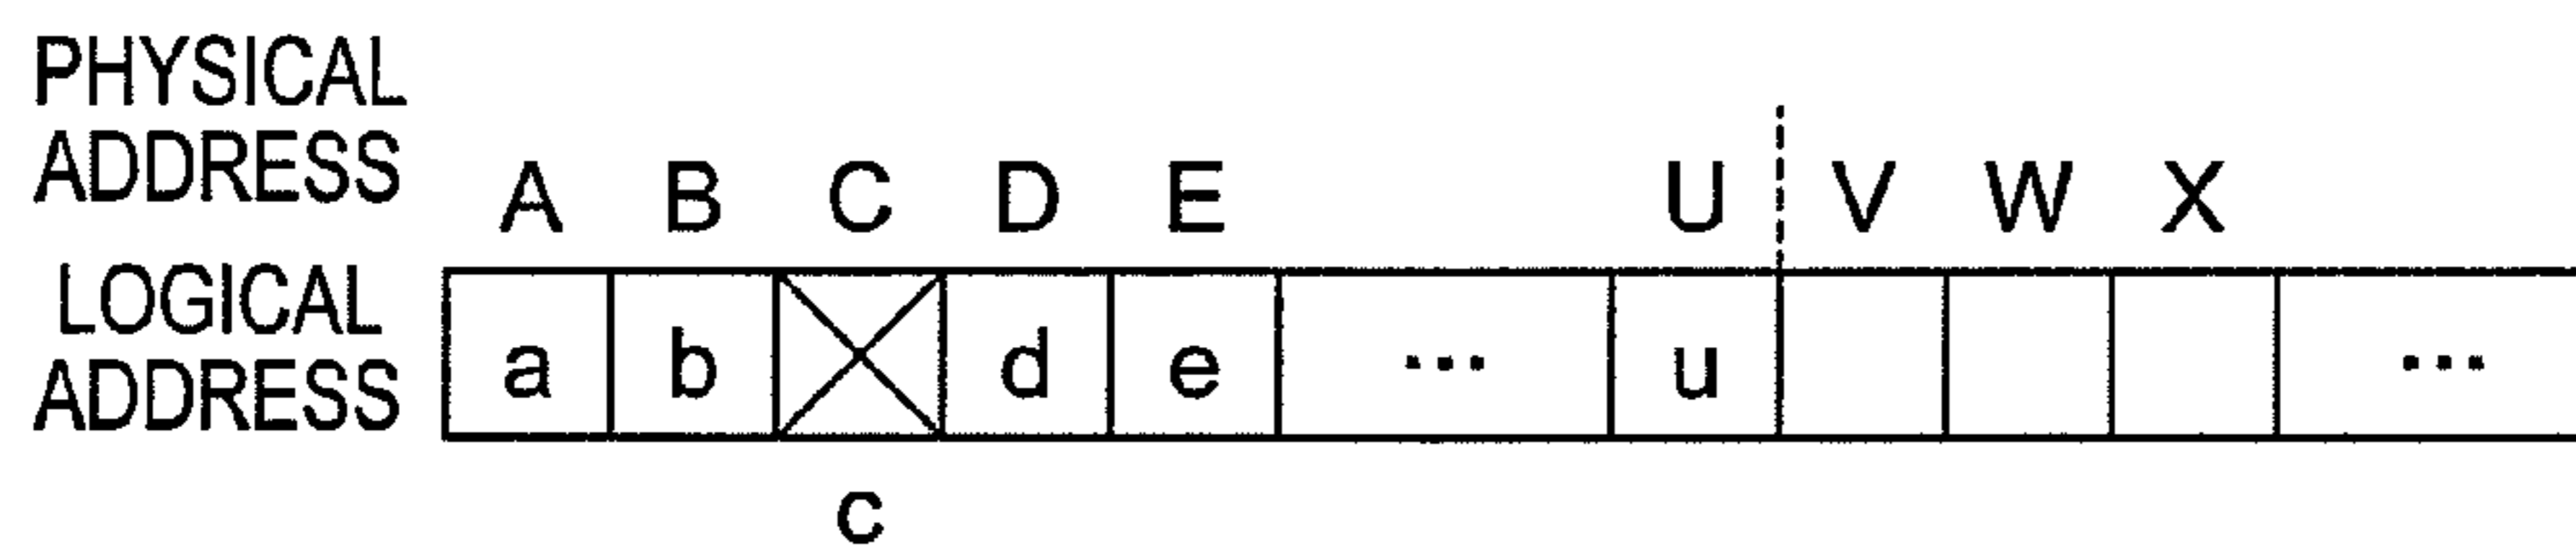 PHYSICAL
ADDRESS A B C D E U V W X
LOGICAL
ADDRESS a b d e ... u ...
c